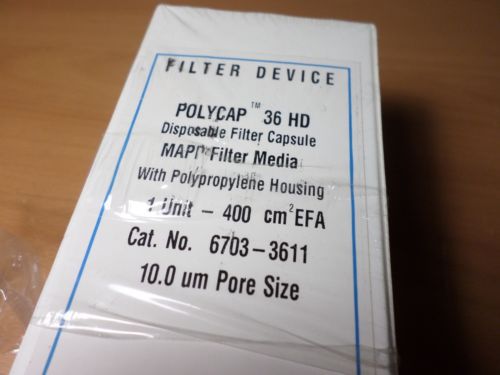 FILTER DEVICE
POLYCAP™ 36 HD
Disposable Filter Capsule
Filter Media
With Polypropylene Housing
1 Unit - 400 cm²EFA
Cat. No. 6703-3611
10.0 um Pore Size